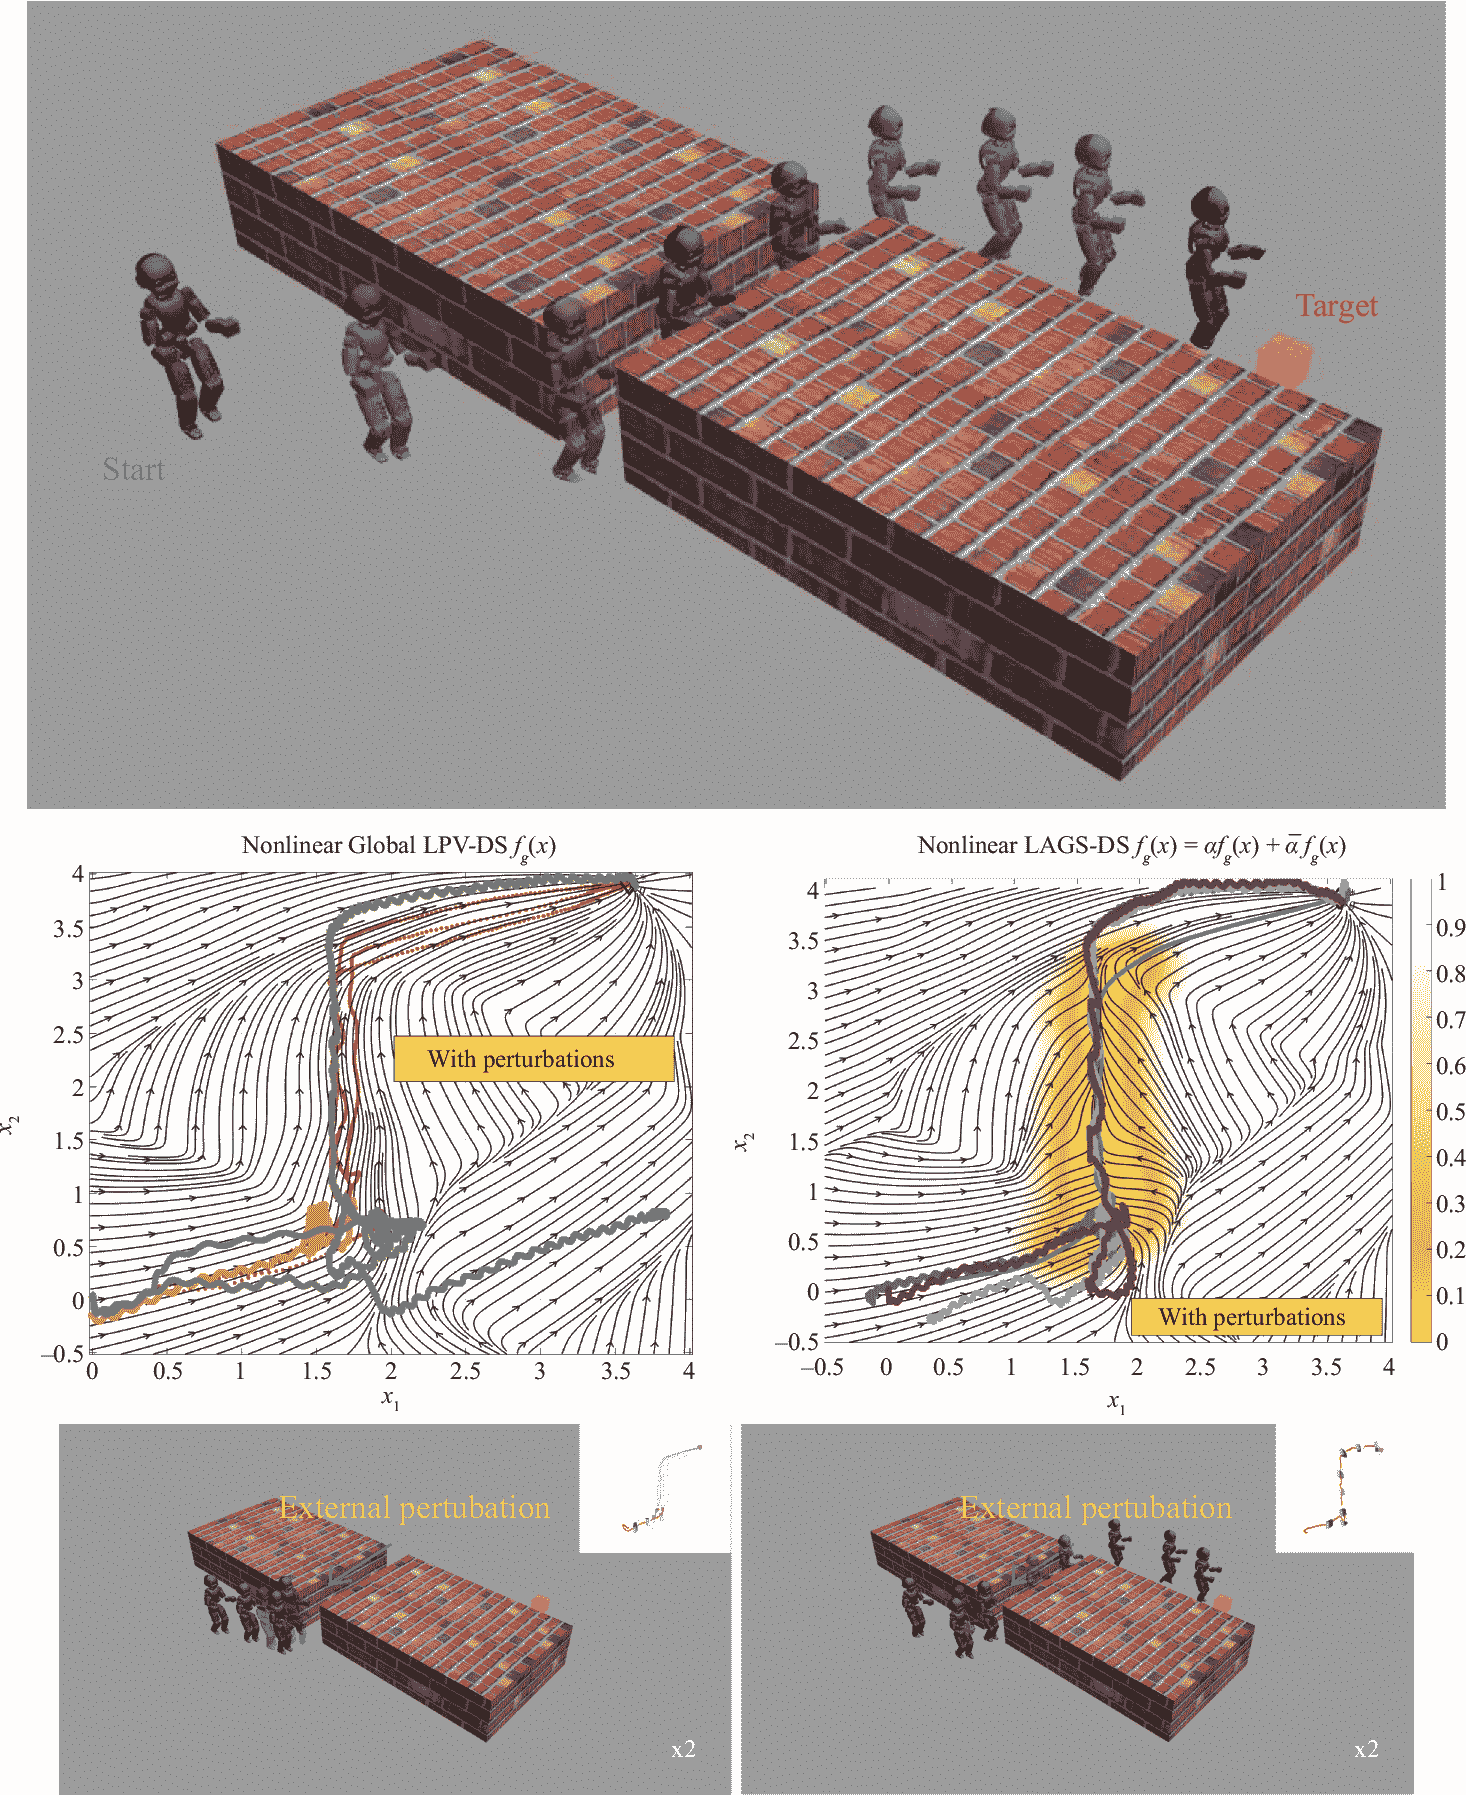 Target
Start
Nonlinear Global LPV-DS f_g(x)
4
3.5
3
2.5
2
1.5
1
0.5
0
–0.5
x₂
With perturbations
0 0.5 1 1.5 2 2.5 3 3.5 4
x₁
Nonlinear LAGS-DS f_g(x) = αf_g(x) + ᾱ f_g(x)
4
3.5
3
2.5
2
1.5
1
0.5
0
–0.5
x₂
With perturbations
–0.5 0 0.5 1 1.5 2 2.5 3 3.5 4
x₁
1
0.9
0.8
0.7
0.6
0.5
0.4
0.3
0.2
0.1
0
External pertubation
x2
External pertubation
x2